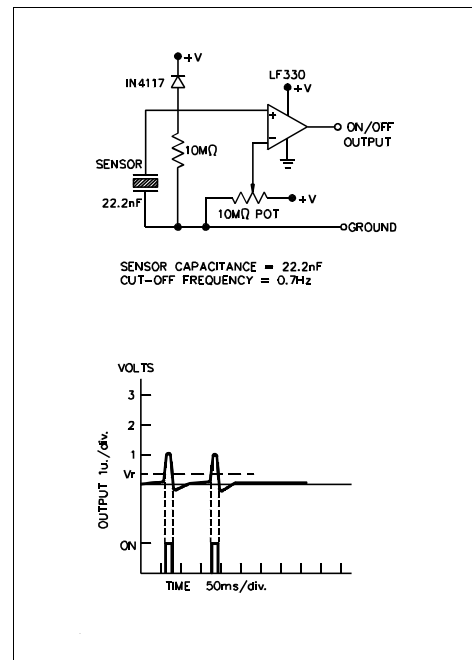 +V
LF330
IN4117
+V
+
ON/OFF
OUTPUT
10MΩ
−
SENSOR
+V
22.2nF
10MΩ POT
GROUND
SENSOR CAPACITANCE = 22.2nF
CUT-OFF FREQUENCY = 0.7Hz
VOLTS
3
2
1
Vr
OUTPUT 1u./div.
ON
TIME 50ms/div.